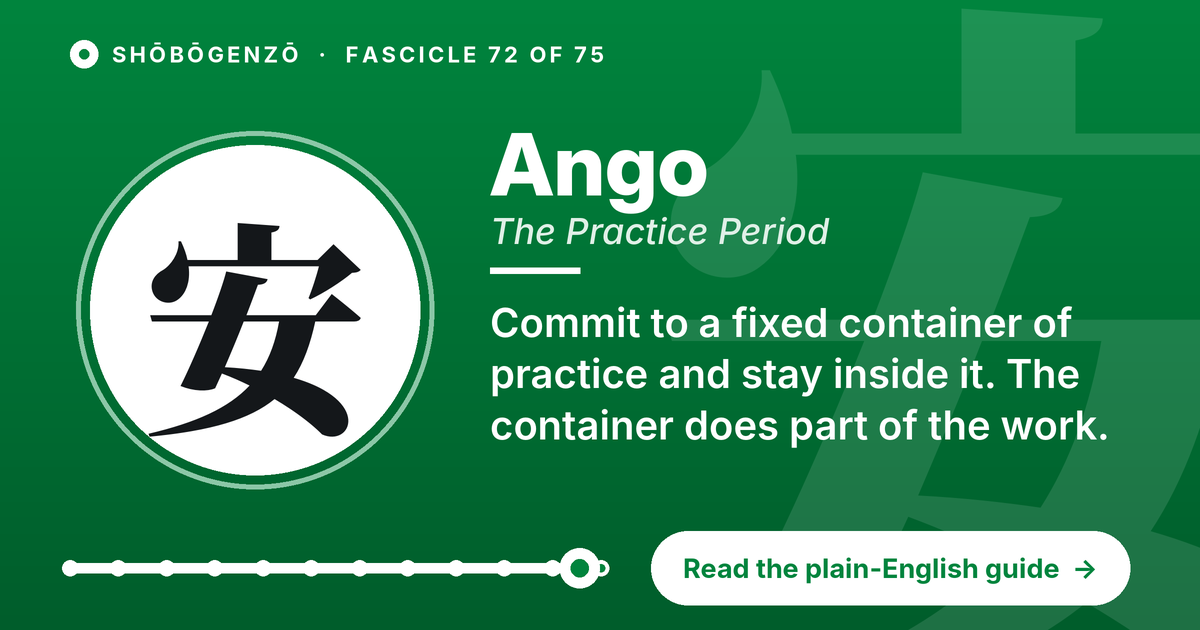 SHŌBŌGENZŌ · FASCICLE 72 OF 75
安
Ango
The Practice Period
Commit to a fixed container of
practice and stay inside it. The
container does part of the work.
Read the plain-English guide →